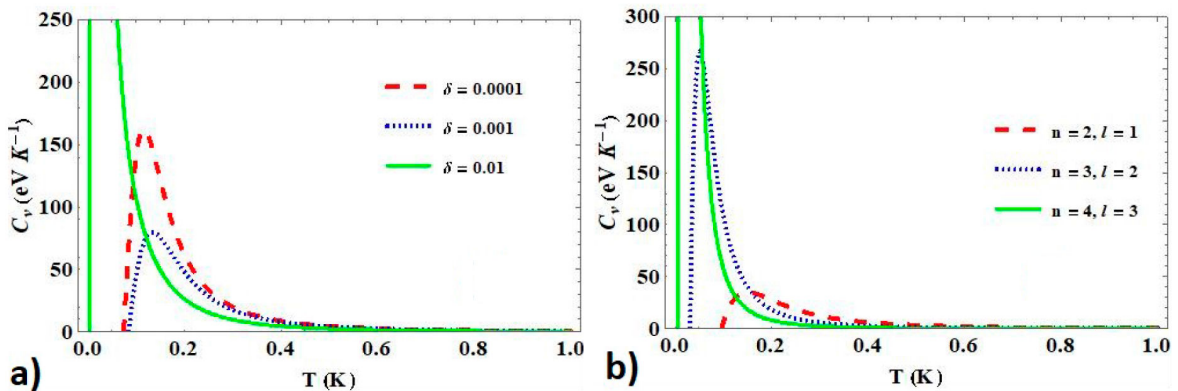 250
200
150
100
50
0
C_v (eV K⁻¹)
δ = 0.0001
δ = 0.001
δ = 0.01
0.0 0.2 0.4 0.6 0.8 1.0
T (K)
a)
300
250
200
150
100
50
0
C_v (eV K⁻¹)
n = 2, l = 1
n = 3, l = 2
n = 4, l = 3
0.0 0.2 0.4 0.6 0.8 1.0
T (K)
b)